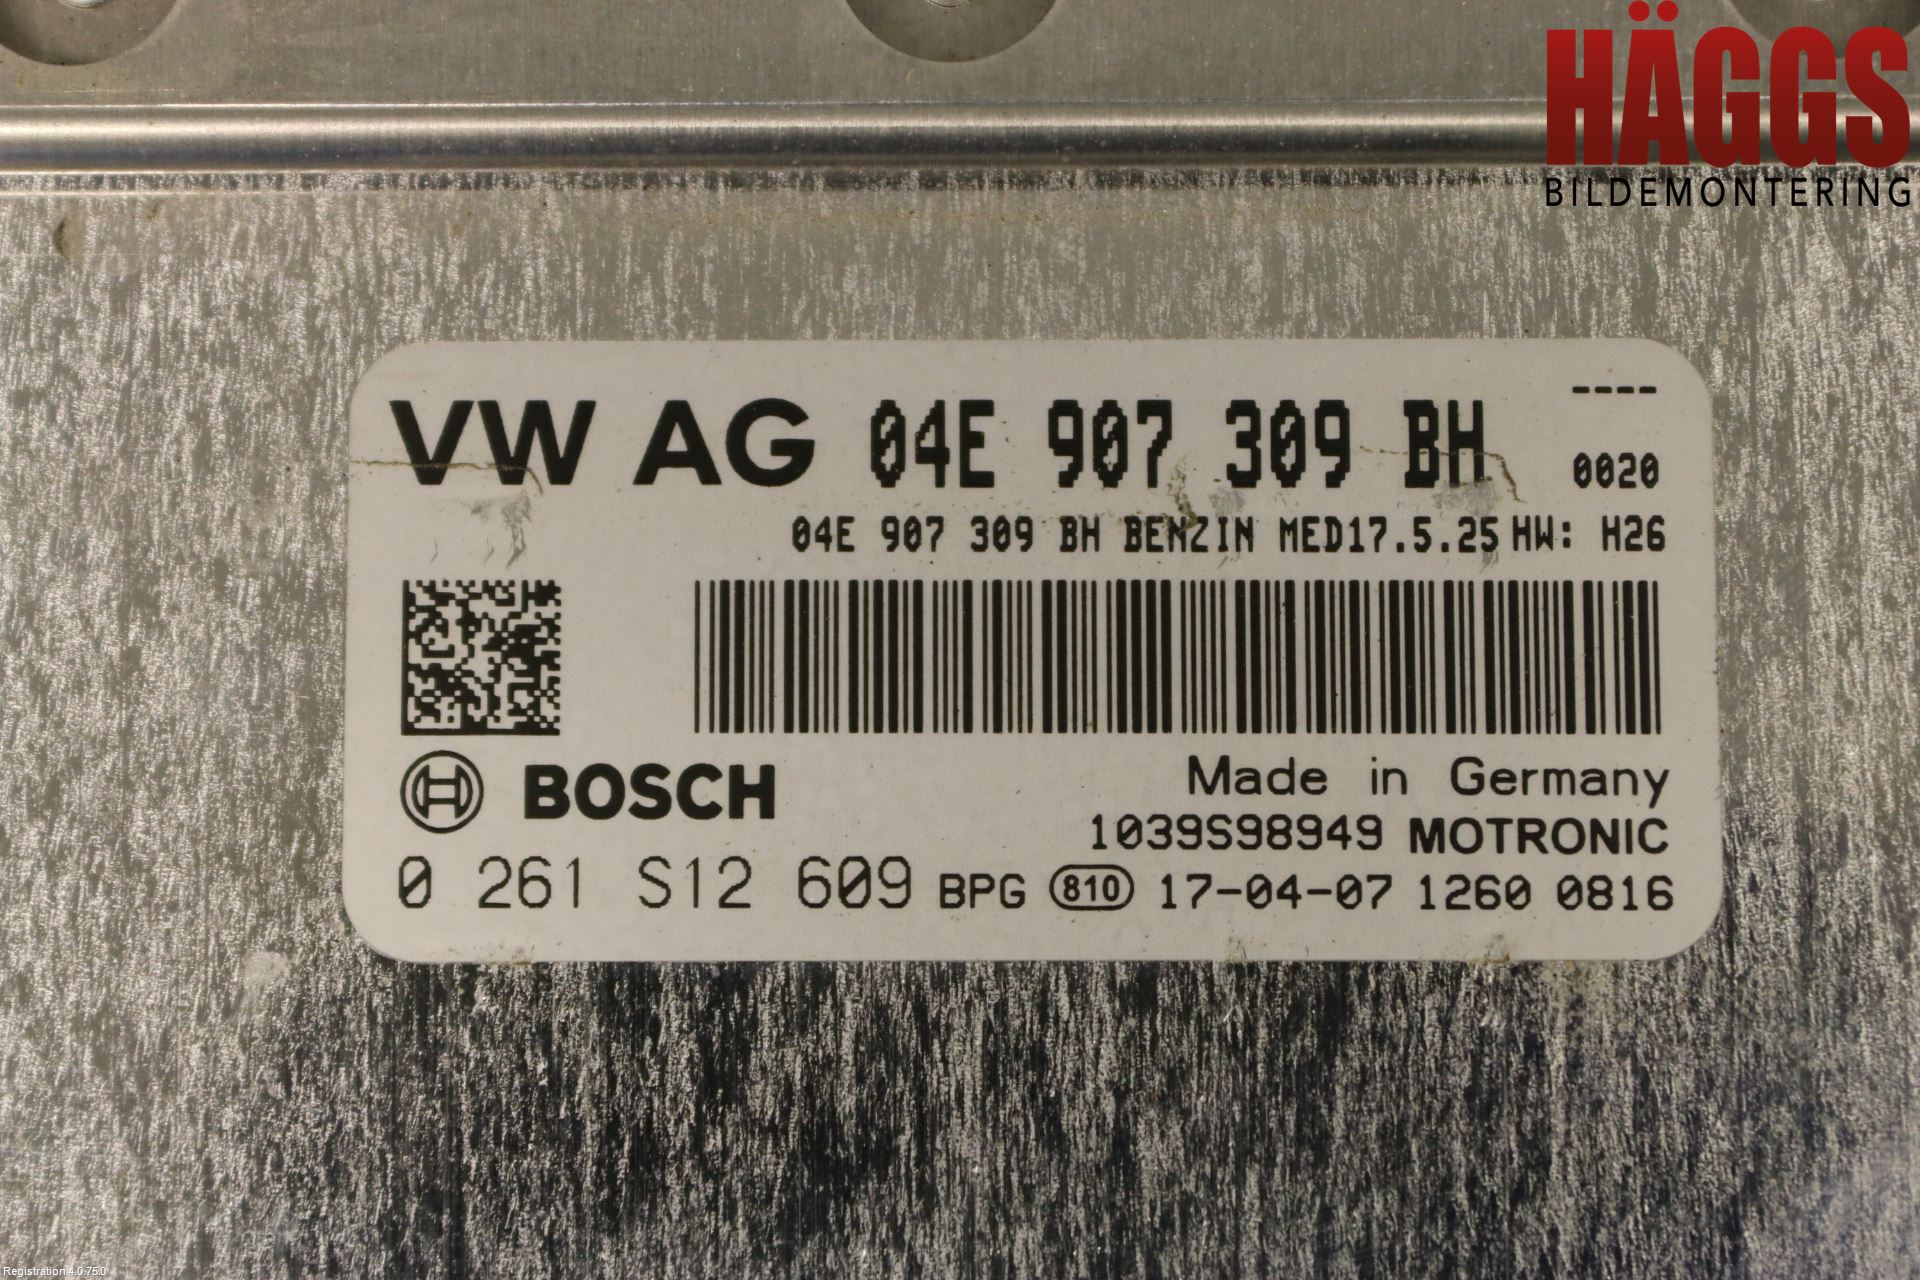 HÄGGS
BILDEMONTERING
VW AG 04E 907 309 BH ----
0020
04E 907 309 BH BENZIN MED17.5.25 HW: H26
BOSCH
Made in Germany
1039S98949 MOTRONIC
0 261 S12 609 BPG 810 17-04-07 1260 0816
Registration 4.0.75.0